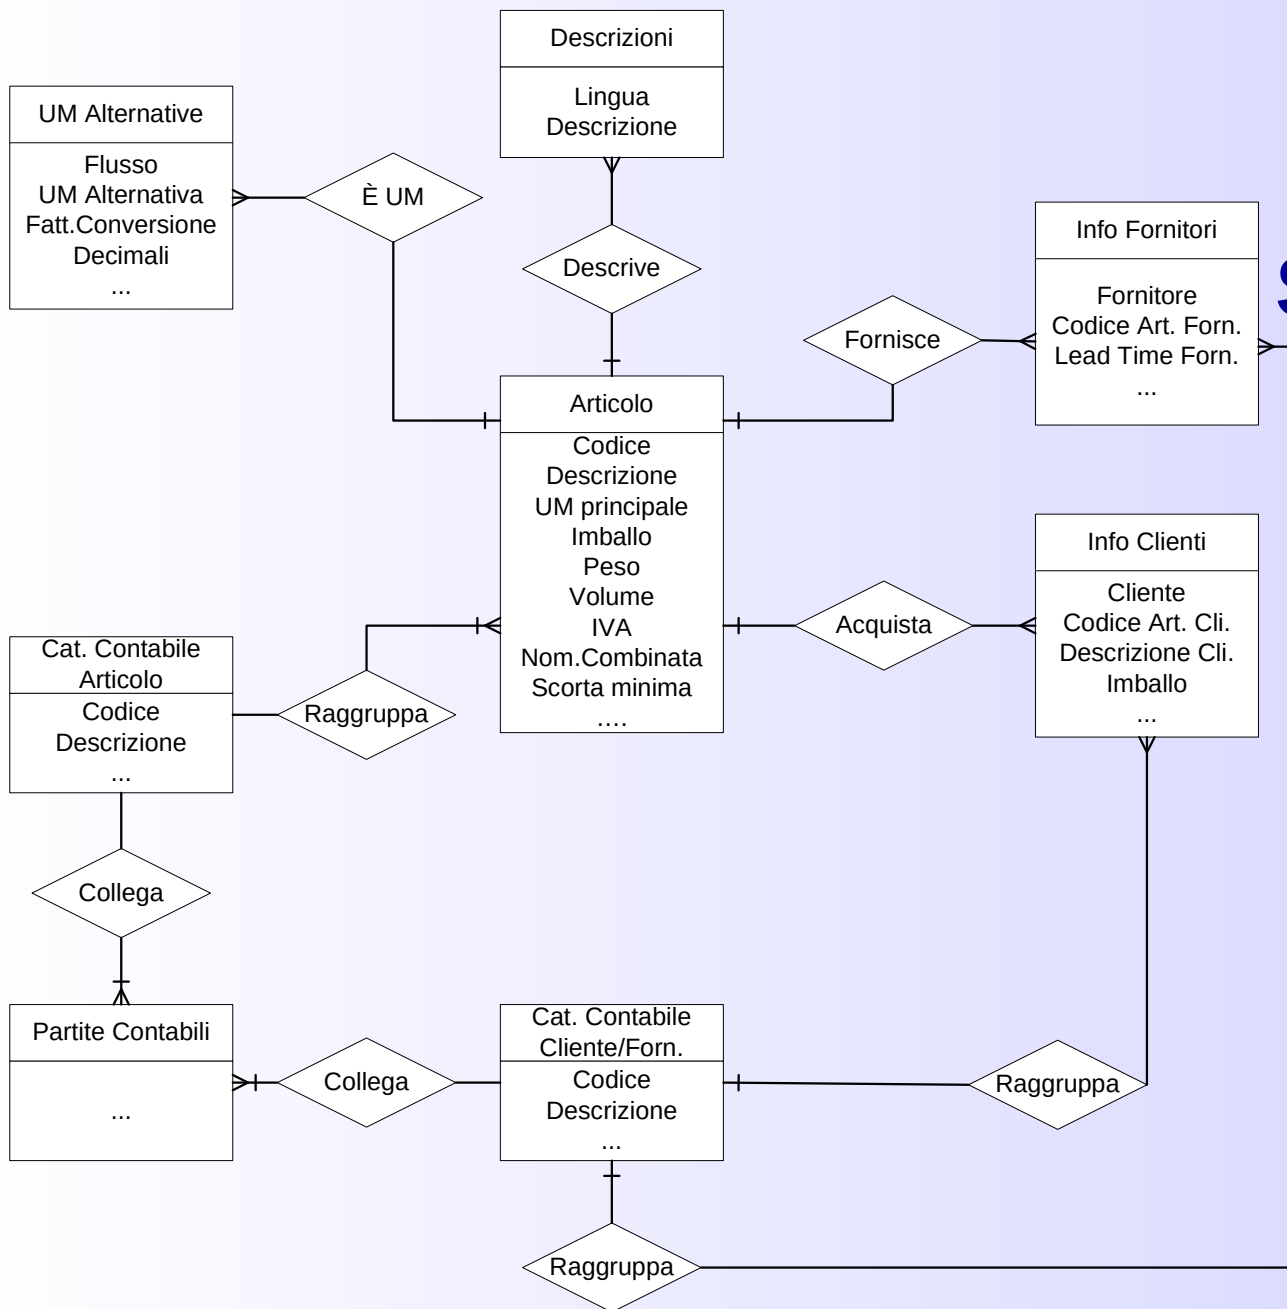 Descrizioni
Lingua
Descrizione
UM Alternative
Flusso
UM Alternativa
Fatt.Conversione
Decimali
...
È UM
Descrive
Info Fornitori
Fornitore
Codice Art. Forn.
Lead Time Forn.
...
S
Fornisce
Articolo
Codice
Descrizione
UM principale
Imballo
Peso
Volume
IVA
Nom.Combinata
Scorta minima
....
Info Clienti
Cliente
Codice Art. Cli.
Descrizione Cli.
Imballo
...
Acquista
Cat. Contabile
Articolo
Codice
Descrizione
...
Raggruppa
Collega
Partite Contabili
...
Collega
Cat. Contabile
Cliente/Forn.
Codice
Descrizione
...
Raggruppa
Raggruppa